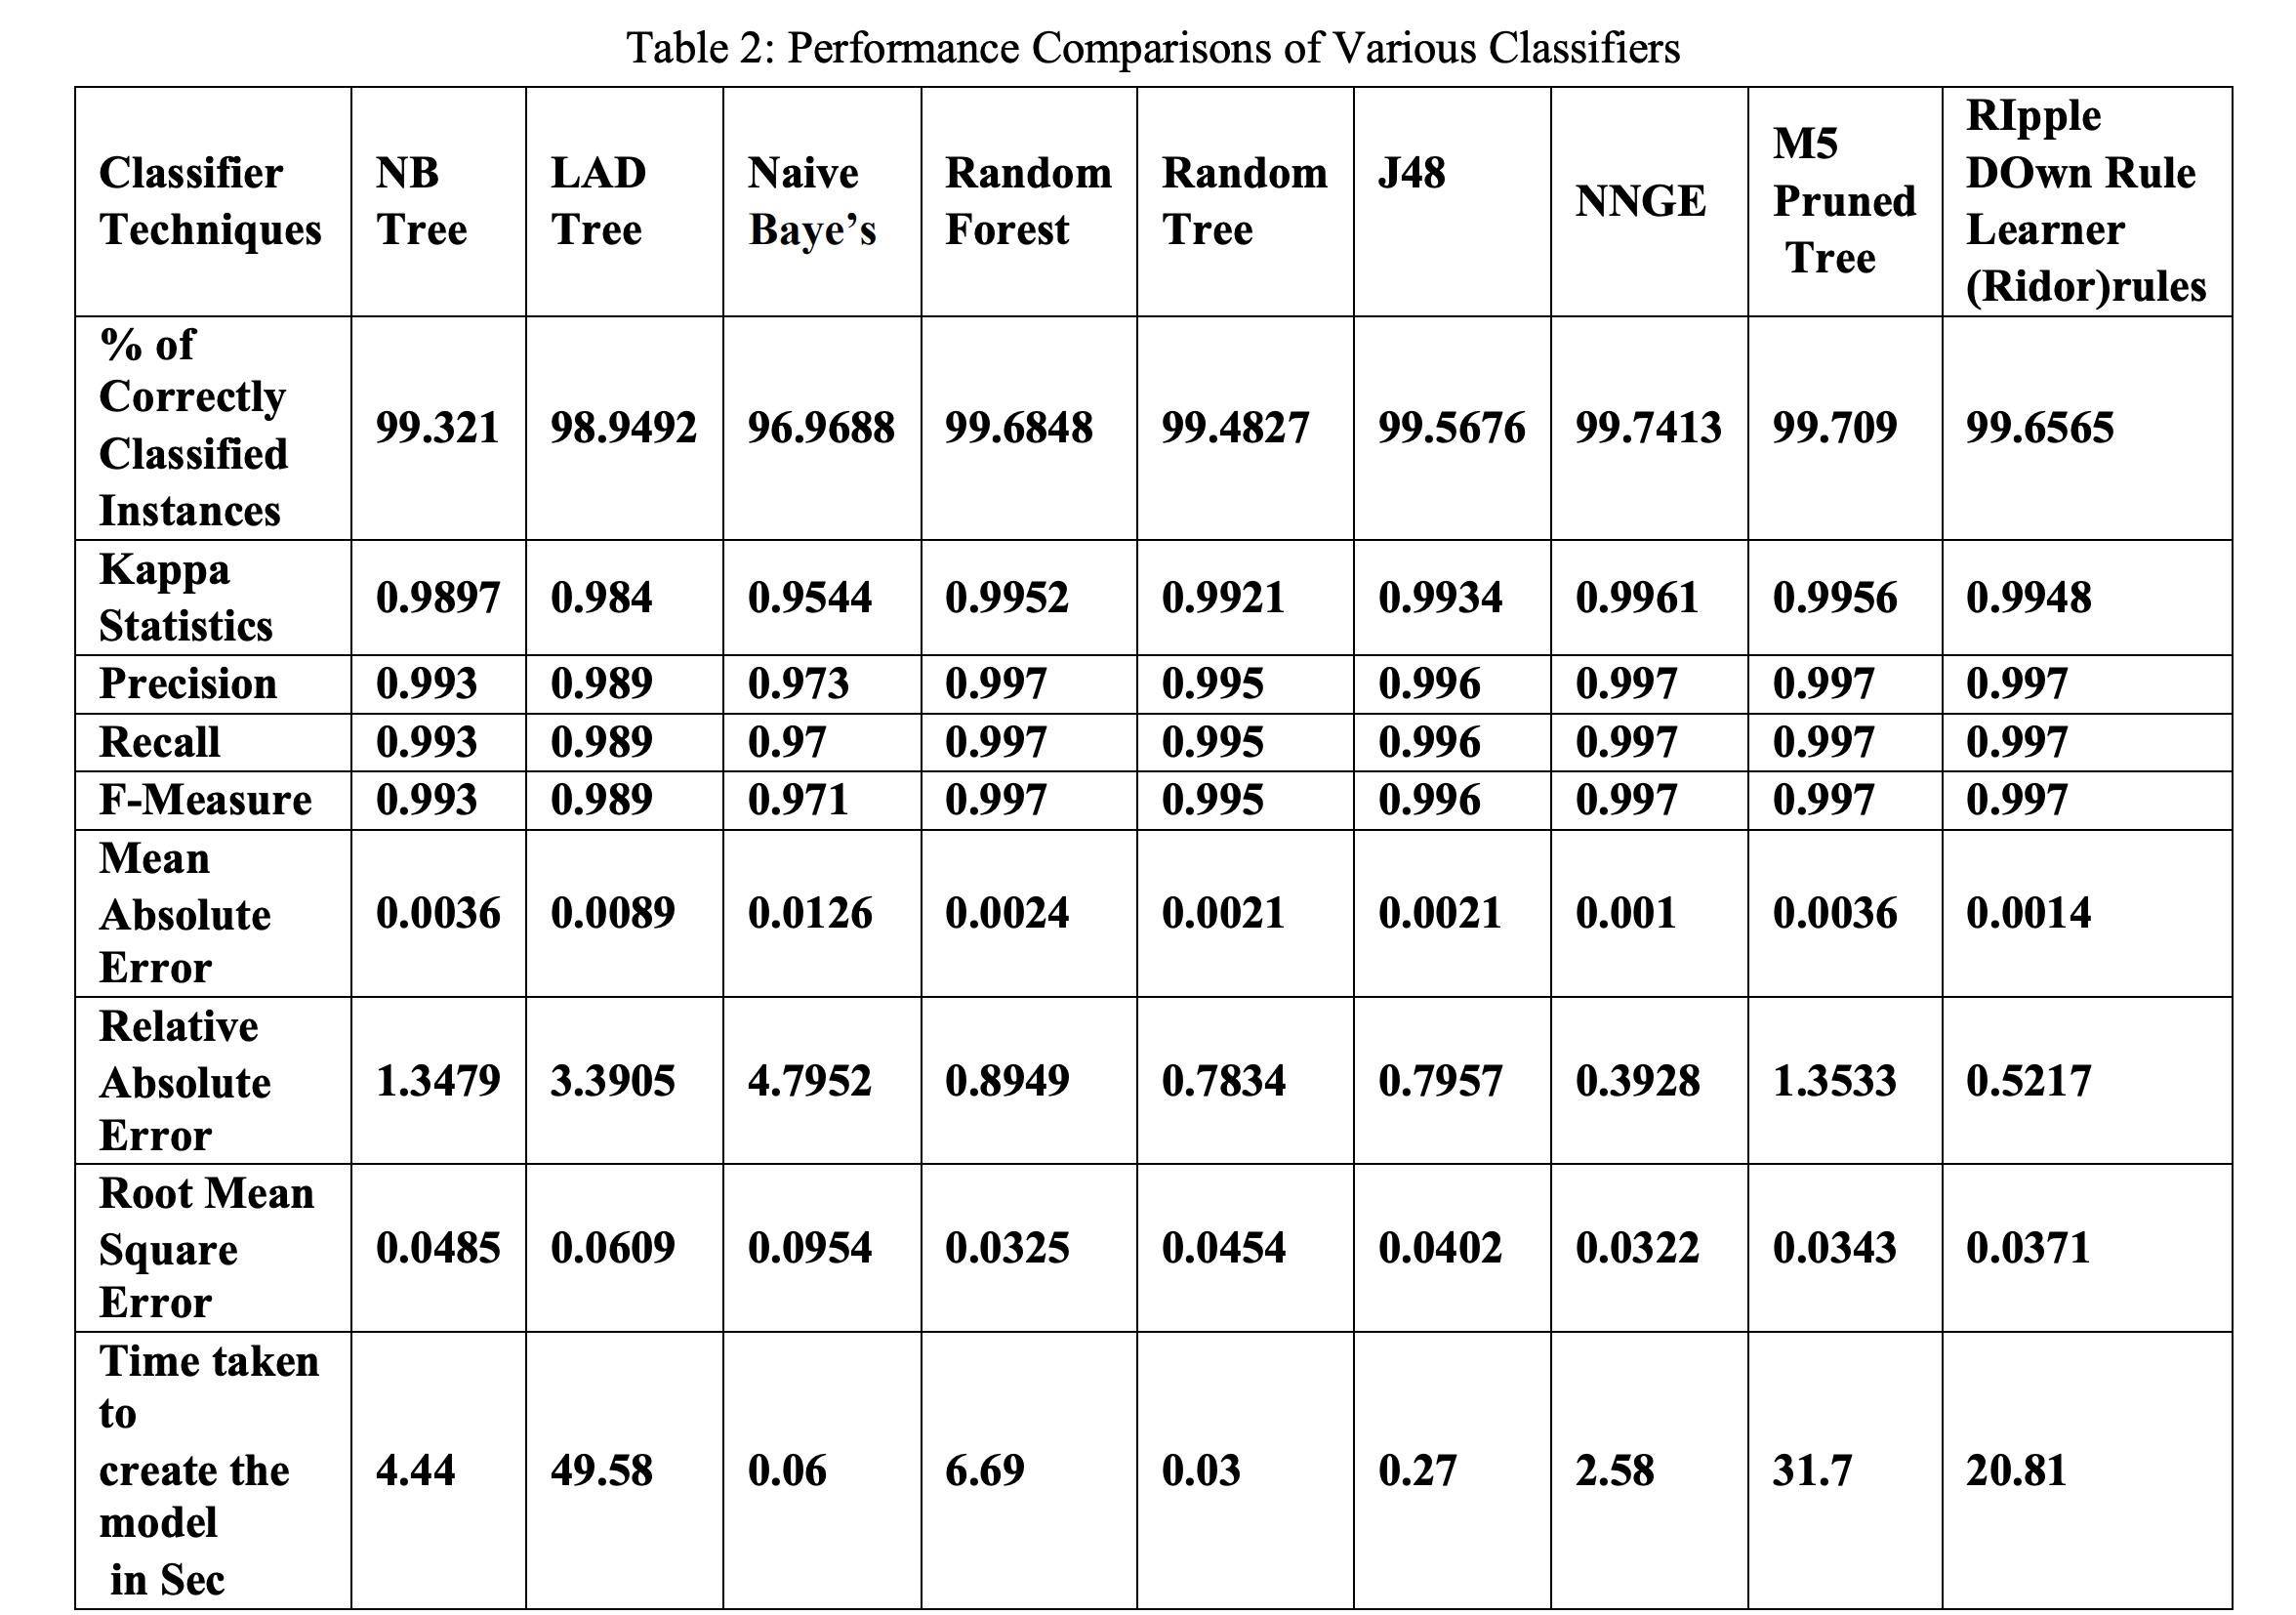 Table 2: Performance Comparisons of Various Classifiers
Classifier Techniques NB Tree LAD Tree Naive Baye’s Random Forest Random Tree J48 NNGE M5 Pruned Tree RIpple DOwn Rule Learner (Ridor)rules
% of Correctly Classified Instances 99.321 98.9492 96.9688 99.6848 99.4827 99.5676 99.7413 99.709 99.6565
Kappa Statistics 0.9897 0.984 0.9544 0.9952 0.9921 0.9934 0.9961 0.9956 0.9948
Precision 0.993 0.989 0.973 0.997 0.995 0.996 0.997 0.997 0.997
Recall 0.993 0.989 0.97 0.997 0.995 0.996 0.997 0.997 0.997
F-Measure 0.993 0.989 0.971 0.997 0.995 0.996 0.997 0.997 0.997
Mean Absolute Error 0.0036 0.0089 0.0126 0.0024 0.0021 0.0021 0.001 0.0036 0.0014
Relative Absolute Error 1.3479 3.3905 4.7952 0.8949 0.7834 0.7957 0.3928 1.3533 0.5217
Root Mean Square Error 0.0485 0.0609 0.0954 0.0325 0.0454 0.0402 0.0322 0.0343 0.0371
Time taken to create the model in Sec 4.44 49.58 0.06 6.69 0.03 0.27 2.58 31.7 20.81